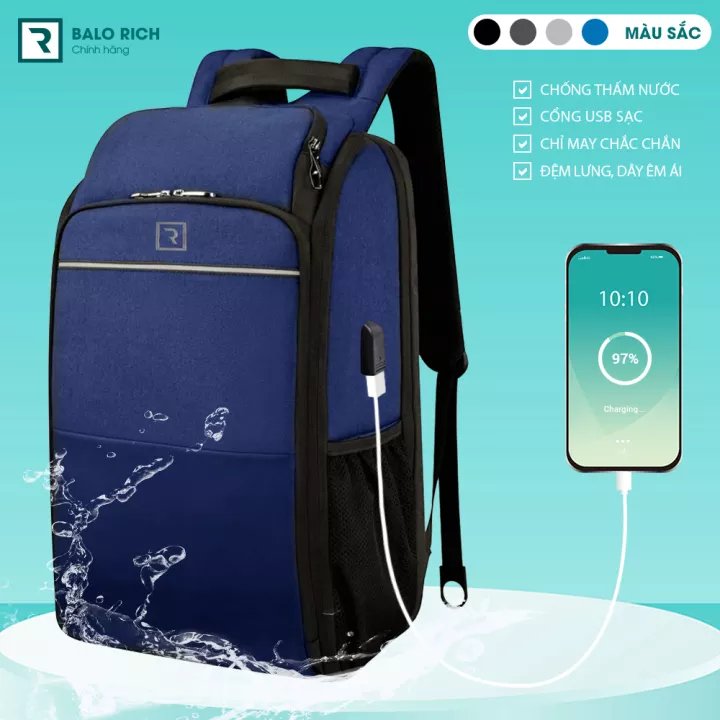 BALO RICH
Chính hãng
MÀU SẮC
CHỐNG THẤM NƯỚC
CỔNG USB SẠC
CHỈ MAY CHẮC CHẮN
ĐỆM LƯNG, DÂY ÊM ÁI
10:10
97%
Charging...